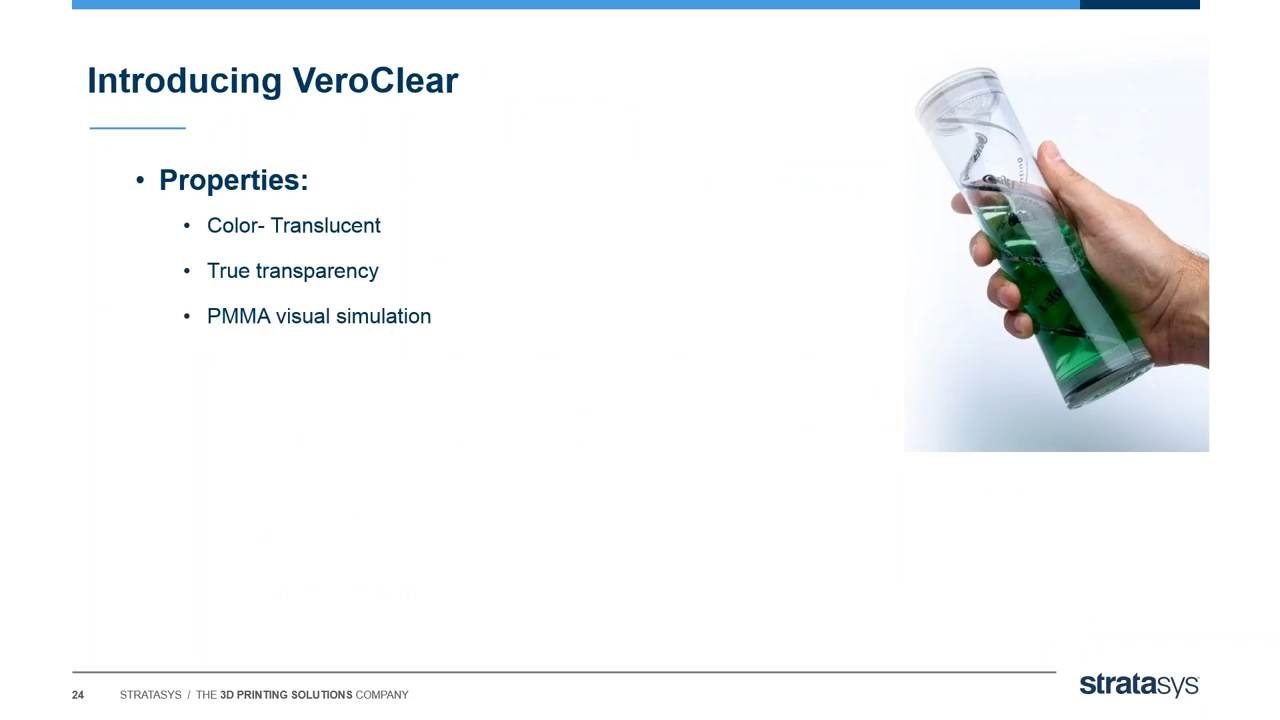 Introducing VeroClear
• Properties:
• Color- Translucent
• True transparency
• PMMA visual simulation
24 STRATASYS / THE 3D PRINTING SOLUTIONS COMPANY
stratasys